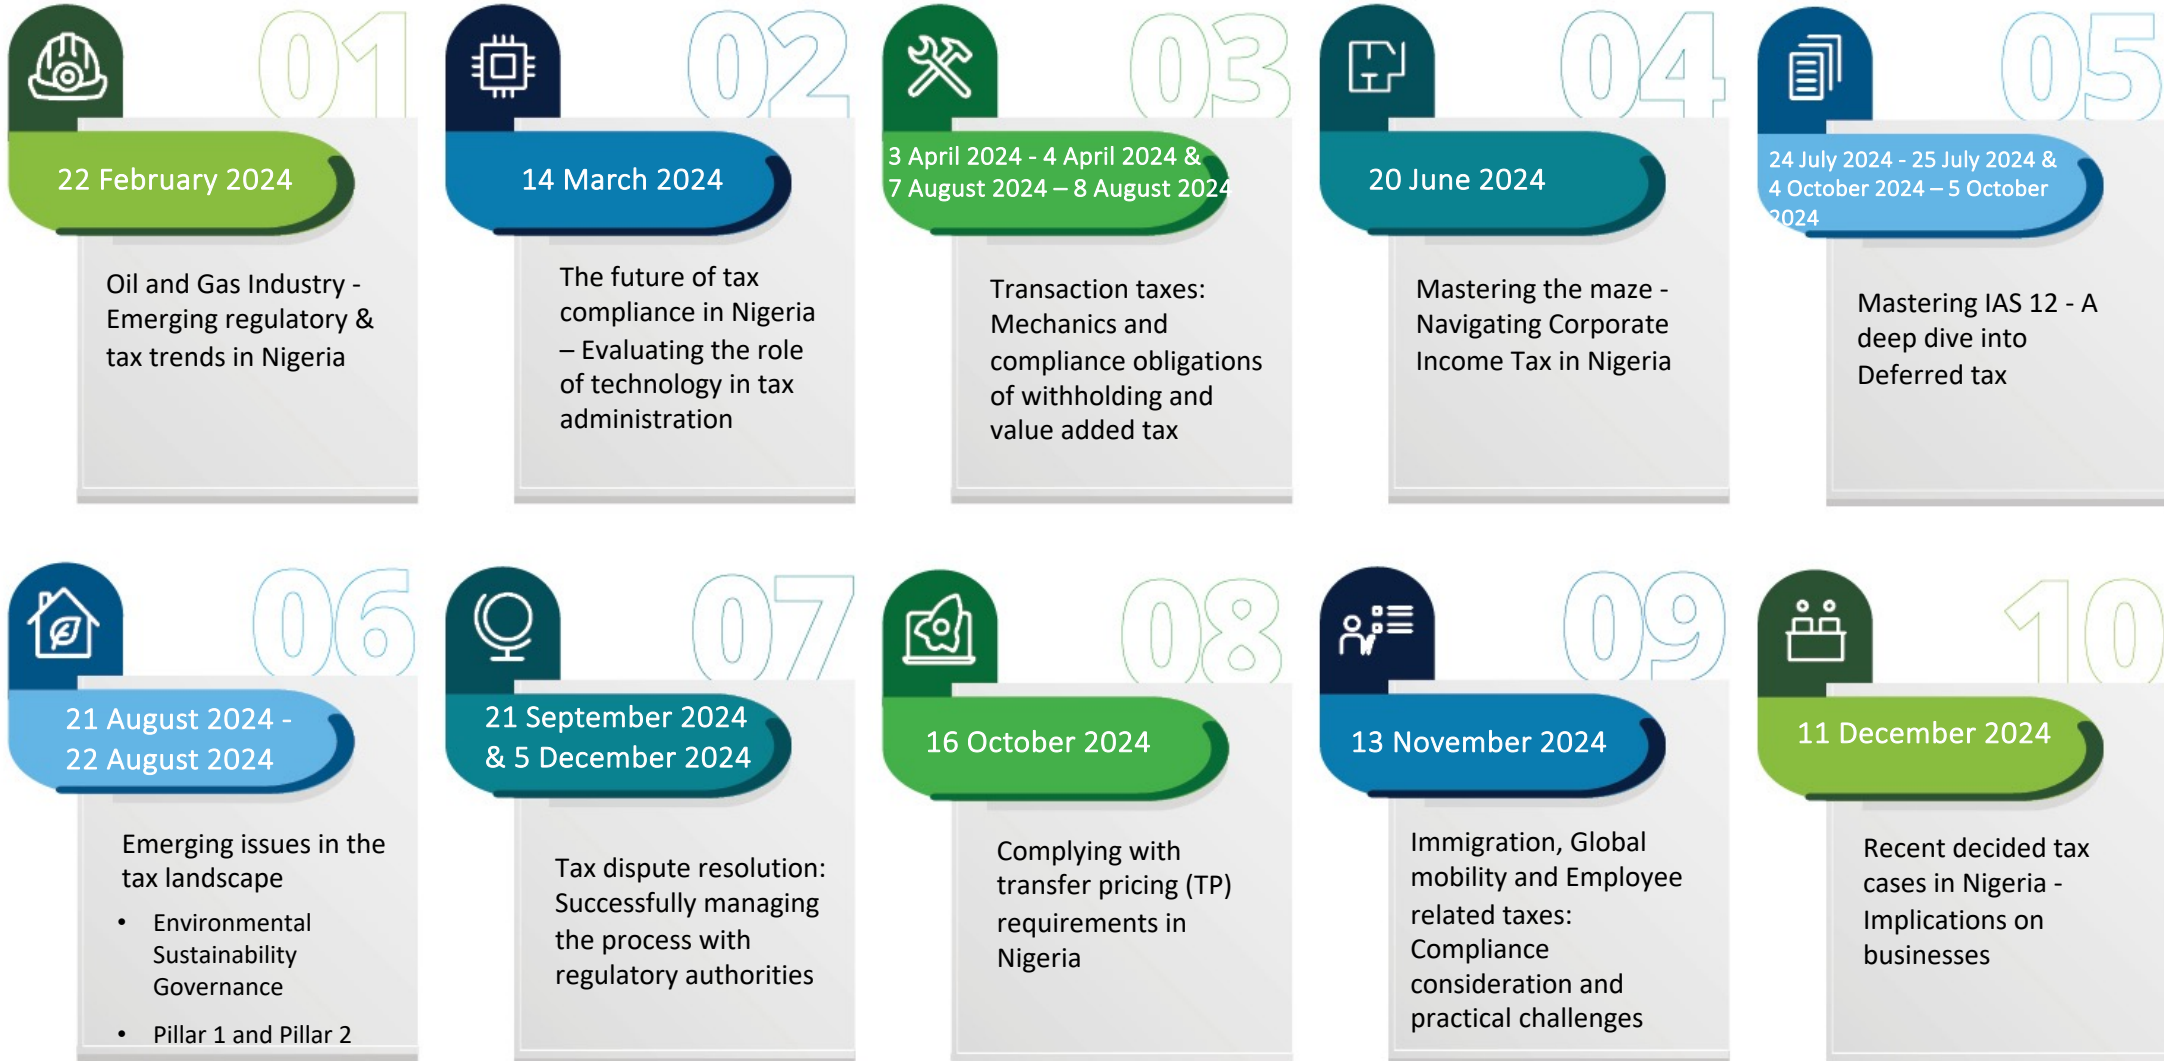 01
22 February 2024
Oil and Gas Industry -
Emerging regulatory &
tax trends in Nigeria
02
14 March 2024
The future of tax
compliance in Nigeria
– Evaluating the role
of technology in tax
administration
03
3 April 2024 - 4 April 2024 &
7 August 2024 – 8 August 2024
Transaction taxes:
Mechanics and
compliance obligations
of withholding and
value added tax
04
20 June 2024
Mastering the maze -
Navigating Corporate
Income Tax in Nigeria
05
24 July 2024 - 25 July 2024 &
4 October 2024 – 5 October
2024
Mastering IAS 12 - A
deep dive into
Deferred tax
06
21 August 2024 -
22 August 2024
Emerging issues in the
tax landscape
• Environmental
Sustainability
Governance
• Pillar 1 and Pillar 2
07
21 September 2024
& 5 December 2024
Tax dispute resolution:
Successfully managing
the process with
regulatory authorities
08
16 October 2024
Complying with
transfer pricing (TP)
requirements in
Nigeria
09
13 November 2024
Immigration, Global
mobility and Employee
related taxes:
Compliance
consideration and
practical challenges
10
11 December 2024
Recent decided tax
cases in Nigeria -
Implications on
businesses